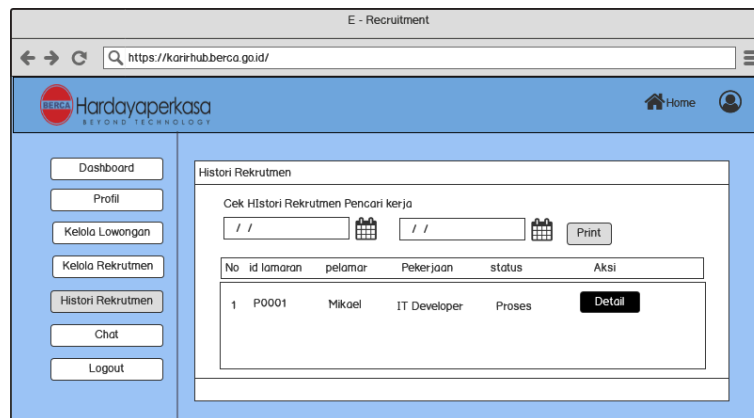 E - Recruitment
https://karirhub.berca.go.id/
BERCA Hardayaperkasa
BEYOND TECHNOLOGY
Home
Dashboard
Profil
Kelola Lowongan
Kelola Rekrutmen
Histori Rekrutmen
Chat
Logout
Histori Rekrutmen
Cek HIstori Rekrutmen Pencari kerja
/ / / / Print
No id lamaran pelamar Pekerjaan status Aksi
1 P0001 Mikael IT Developer Proses Detail